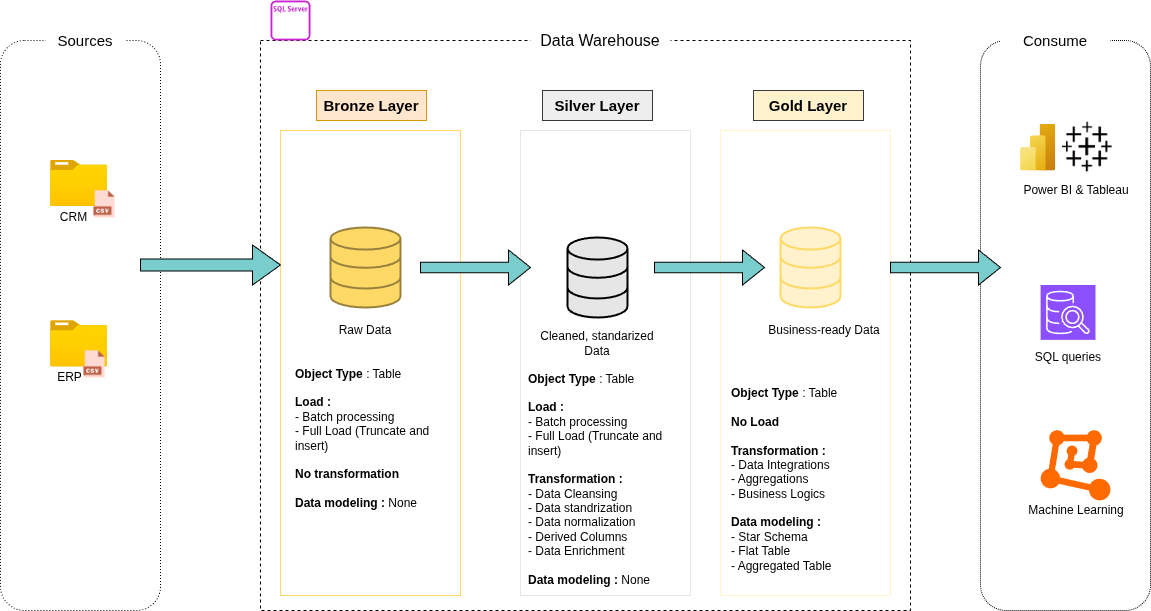 SQL Server
Sources
Data Warehouse
Consume
Bronze Layer
Silver Layer
Gold Layer
CSV
CRM
CSV
ERP
Raw Data
Object Type : Table
Load :
- Batch processing
- Full Load (Truncate and
insert)
No transformation
Data modeling : None
Cleaned, standarized
Data
Object Type : Table
Load :
- Batch processing
- Full Load (Truncate and
insert)
Transformation :
- Data Cleansing
- Data standrization
- Data normalization
- Derived Columns
- Data Enrichment
Data modeling : None
Business-ready Data
Object Type : Table
No Load
Transformation :
- Data Integrations
- Aggregations
- Business Logics
Data modeling :
- Star Schema
- Flat Table
- Aggregated Table
Power BI & Tableau
SQL queries
Machine Learning